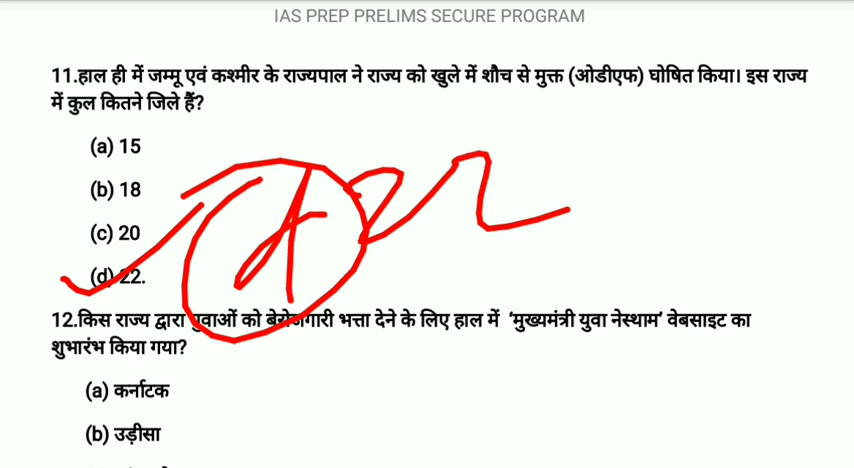 IAS PREP PRELIMS SECURE PROGRAM
11.हाल ही में जम्मू एवं कश्मीर के राज्यपाल ने राज्य को खुले में शौच से मुक्त (ओडीएफ) घोषित किया। इस राज्य
में कुल कितने जिले हैं?
(a) 15
(b) 18
(c) 20
(d) 22.
12.किस राज्य द्वारा युवाओं को बेरोजगारी भत्ता देने के लिए हाल में ‘मुख्यमंत्री युवा नेस्थाम’ वेबसाइट का
शुभारंभ किया गया?
(a) कर्नाटक
(b) उड़ीसा